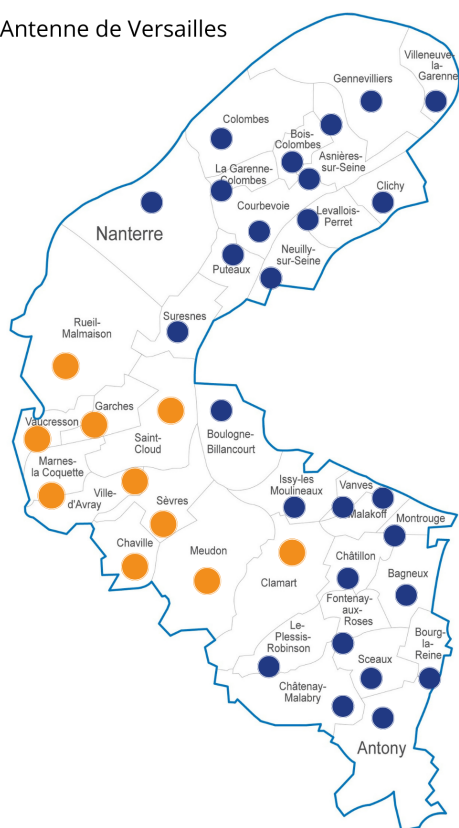 Antenne de Versailles
Villeneuve-
la-
Garenne
Gennevilliers
Colombes
Bois-
Colombes
Asnières-
sur-Seine
La Garenne-
Colombes
Clichy
Courbevoie
Levallois-
Perret
Nanterre
Neuilly-
sur-Seine
Puteaux
Suresnes
Rueil-
Malmaison
Garches
Vaucresson
Saint-
Cloud
Boulogne-
Billancourt
Marnes-
la Coquette
Ville-
d'Avray
Sèvres
Issy-les
Moulineaux
Vanves
Malakoff
Montrouge
Chaville
Meudon
Clamart
Châtillon
Bagneux
Fontenay-
aux-
Roses
Le-
Plessis-
Robinson
Bourg-
la-
Reine
Sceaux
Châtenay-
Malabry
Antony